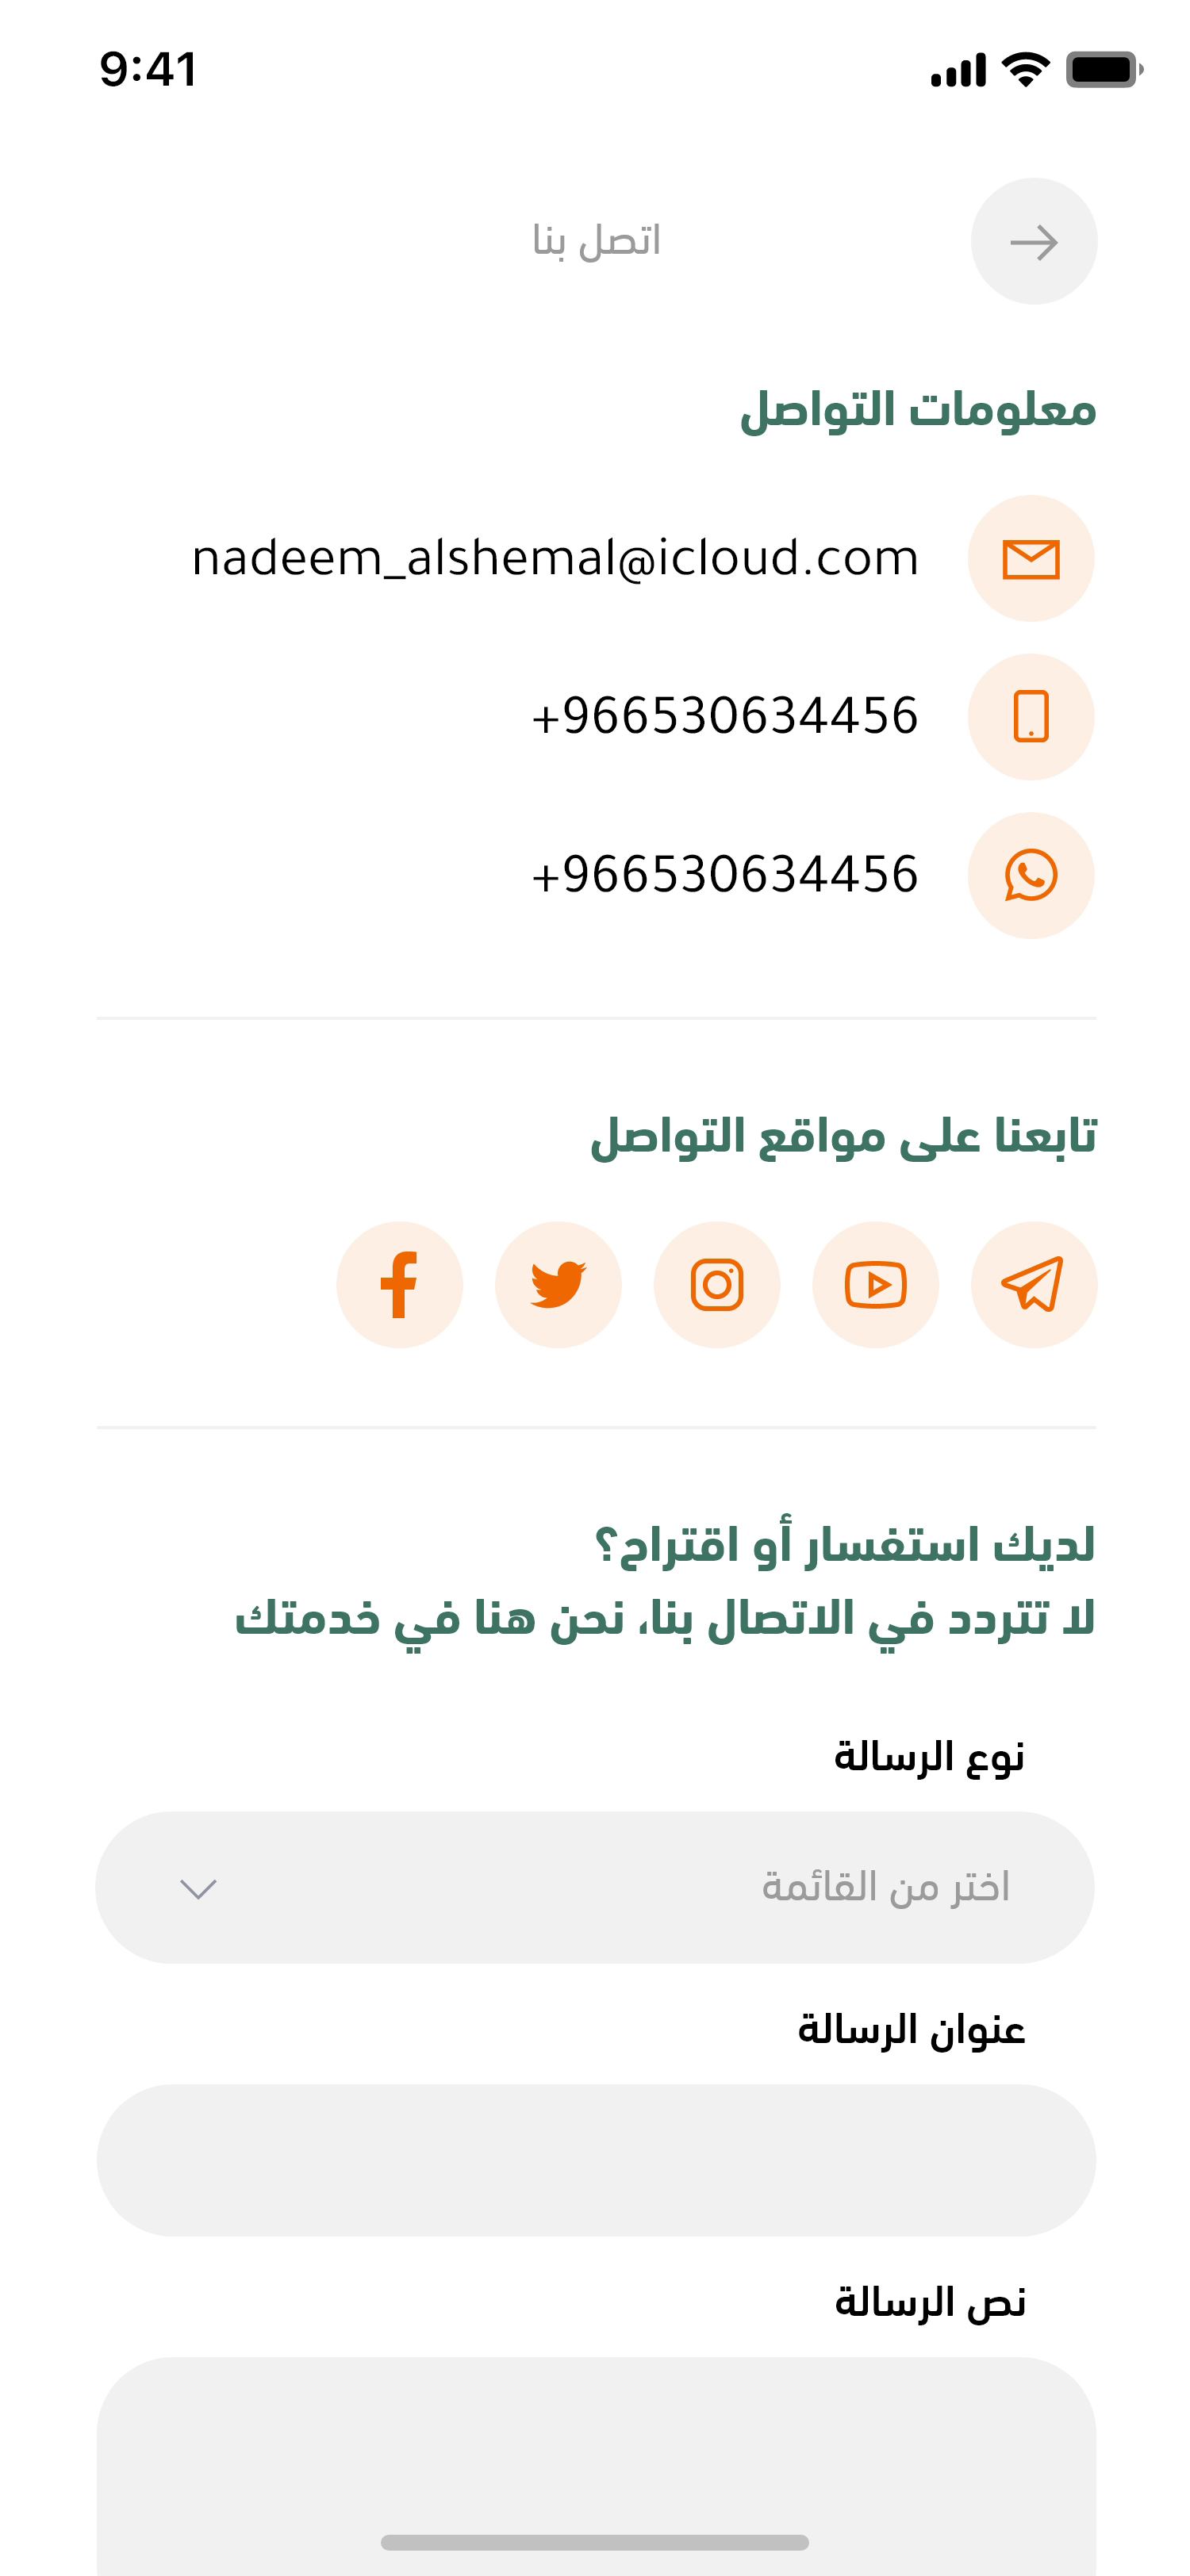 9:41
اتصل بنا
معلومات التواصل
nadeem_alshemal@icloud.com
+966530634456
+966530634456
تابعنا على مواقع التواصل
لديك استفسار أو اقتراح؟
لا تتردد في الاتصال بنا، نحن هنا في خدمتك
نوع الرسالة
اختر من القائمة
عنوان الرسالة
نص الرسالة